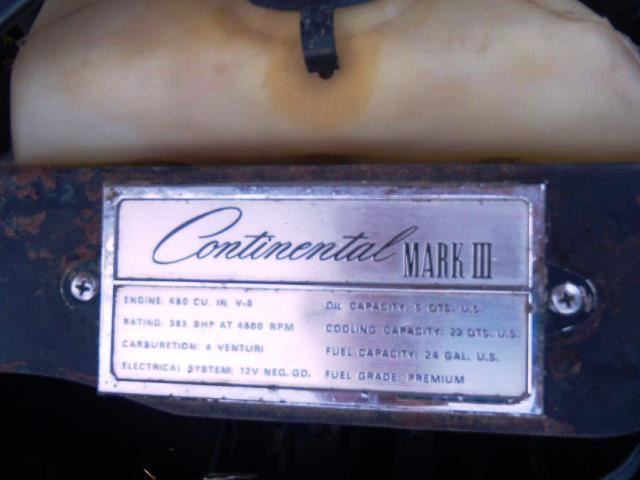 Continental MARK III
ENGINE: 460 CU. IN. V-8
RATING: 365 BHP AT 4600 RPM
CARBURETION: 4 VENTURI
ELECTRICAL SYSTEM: 12V NEG. GD.
OIL CAPACITY: 5 QTS. U.S.
COOLING CAPACITY: 23 QTS. U.S.
FUEL CAPACITY: 24 GAL. U.S.
FUEL GRADE: PREMIUM